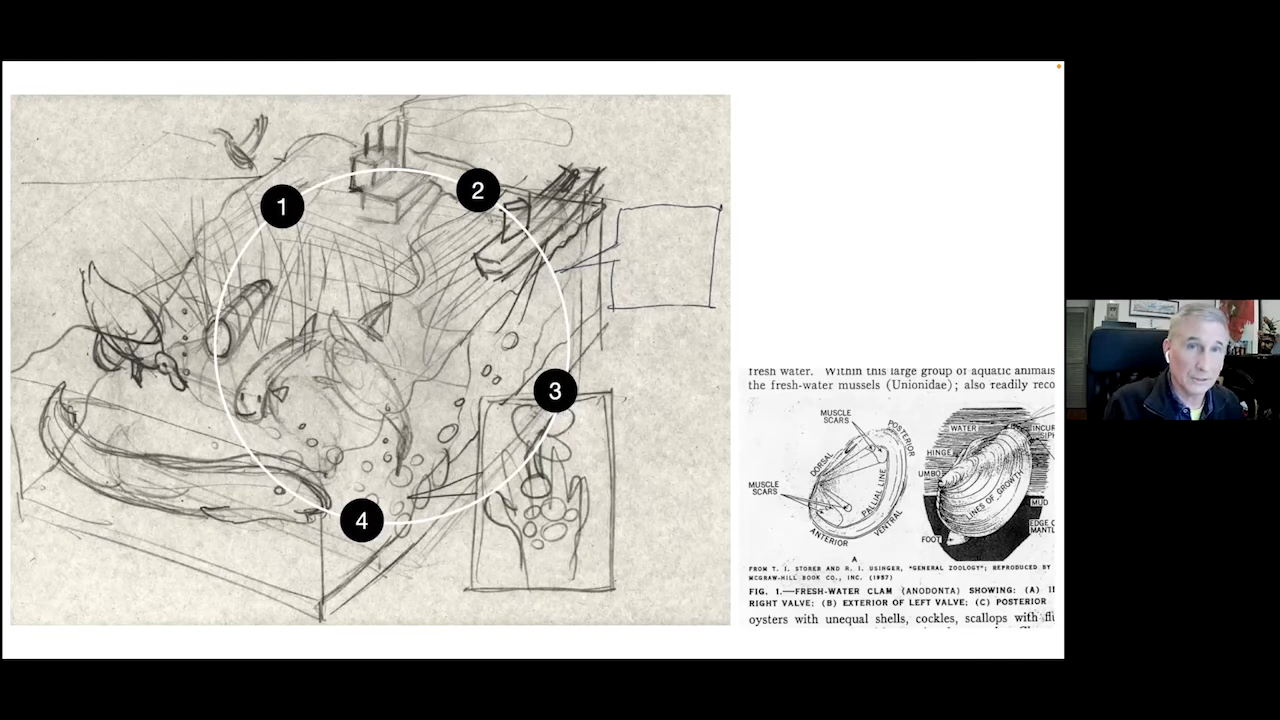 1
2
3
4
fresh water. Within this large group of aquatic animals
the fresh-water mussels (Unionidae); also readily reco
MUSCLE
SCARS
DORSAL
POSTERIOR
MUSCLE
SCARS
PALLIAL LINE
ANTERIOR
VENTRAL
A
WATER
INCUR
SIPH
HINGE
UMBO
LINES OF GROWTH
MUD
EDGE O
MANTL
FOOT
FROM T. I. STORER AND R. L. USINGER, "GENERAL ZOOLOGY"; REPRODUCED BY
MCGRAW-HILL BOOK CO., INC. (1957)
FIG. 1.—FRESH-WATER CLAM (ANODONTA) SHOWING: (A) I
RIGHT VALVE; (B) EXTERIOR OF LEFT VALVE; (C) POSTERIOR
oysters with unequal shells, cockles, scallops with flu